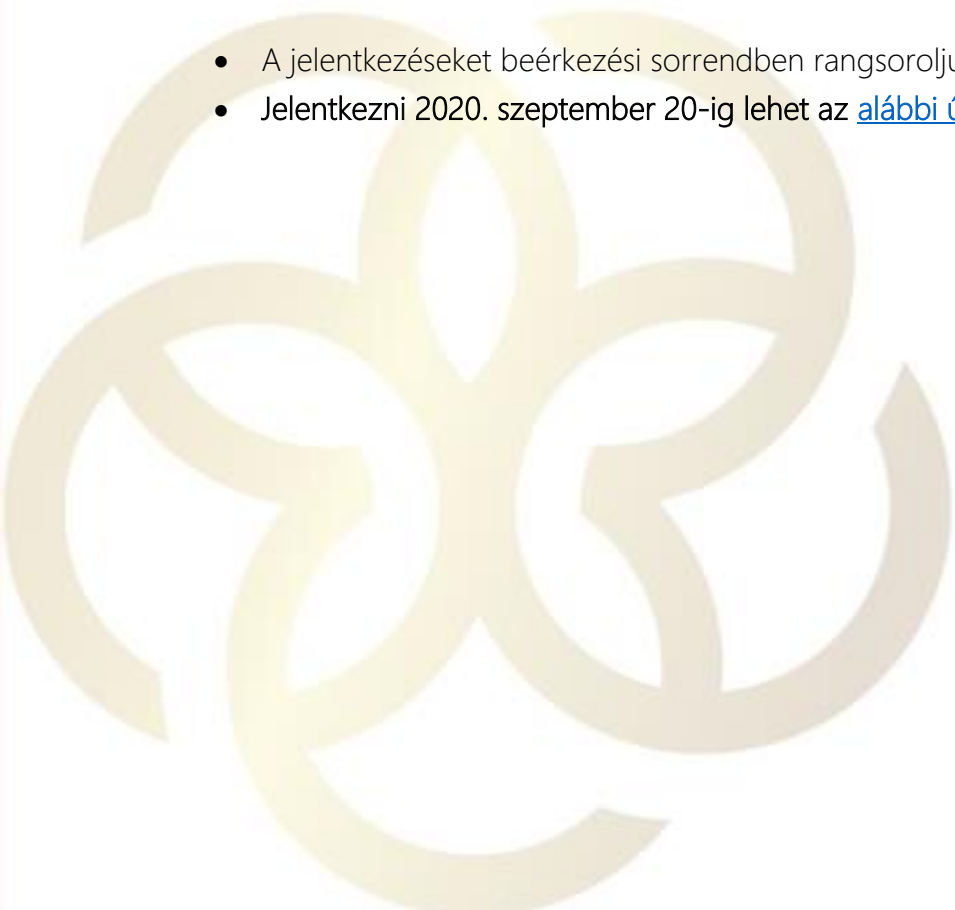 • A jelentkezéseket beérkezési sorrendben rangsorolju
• Jelentkezni 2020. szeptember 20-ig lehet az alábbi ú